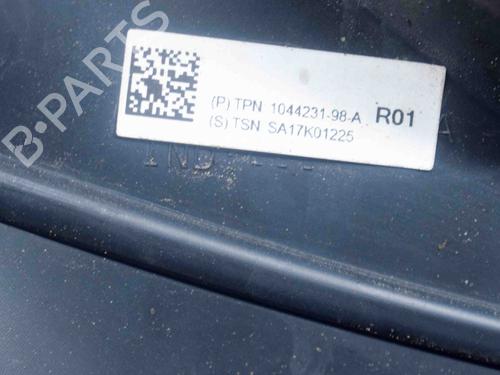 (P) TPN 1044231-98-A R01
(S) TSN SA17K01225
B-PARTS